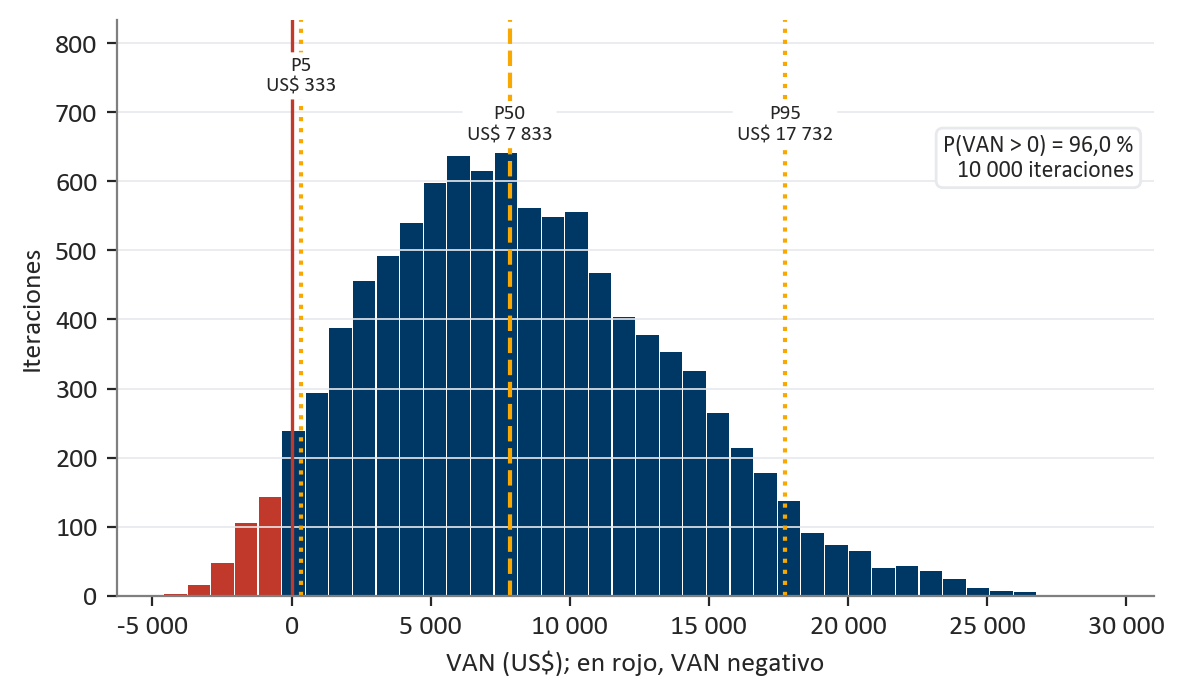 800
700
600
500
400
300
200
100
0
Iteraciones
P5
US$ 333
P50
US$ 7 833
P95
US$ 17 732
P(VAN > 0) = 96,0 %
10 000 iteraciones
-5 000
0
5 000
10 000
15 000
20 000
25 000
30 000
VAN (US$); en rojo, VAN negativo